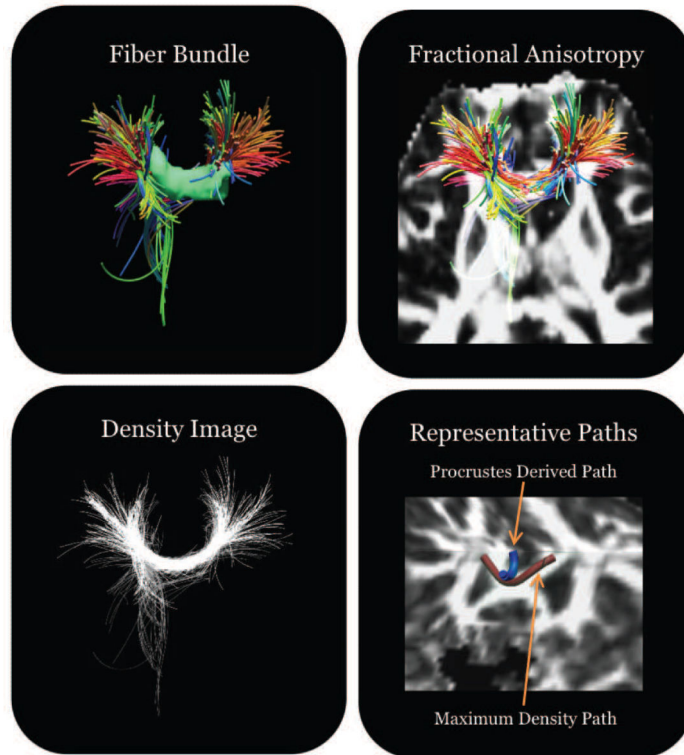 Fiber Bundle
Fractional Anisotropy
Density Image
Representative Paths
Procrustes Derived Path
Maximum Density Path